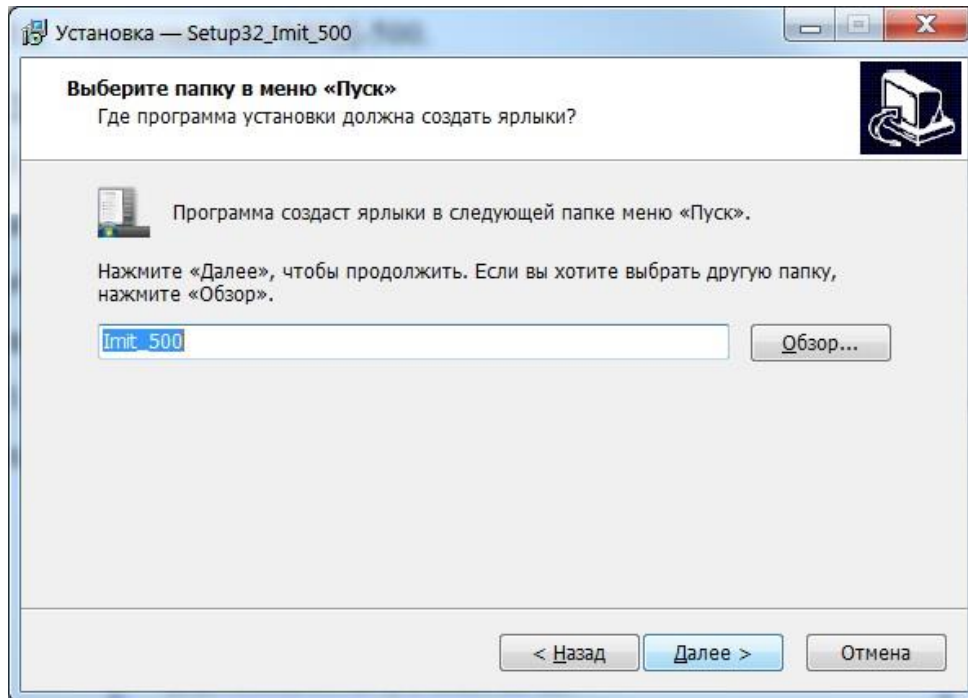 Установка — Setup32_Imit_500
Выберите папку в меню «Пуск»
Где программа установки должна создать ярлыки?
Программа создаст ярлыки в следующей папке меню «Пуск».
Нажмите «Далее», чтобы продолжить. Если вы хотите выбрать другую папку,
нажмите «Обзор».
Imit_500
Обзор...
< Назад
Далее >
Отмена